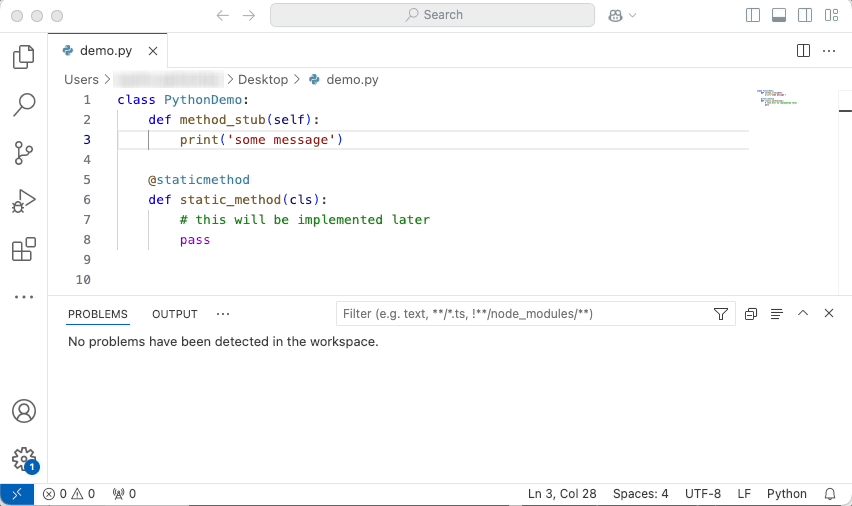 Search
demo.py
Users > > Desktop > demo.py
1 class PythonDemo:
2 def method_stub(self):
3 print('some message')
4
5 @staticmethod
6 def static_method(cls):
7 # this will be implemented later
8 pass
9
10
PROBLEMS OUTPUT ... Filter (e.g. text, **/*.ts, !**/node_modules/**)
No problems have been detected in the workspace.
1
0 0 0 Ln 3, Col 28 Spaces: 4 UTF-8 LF Python